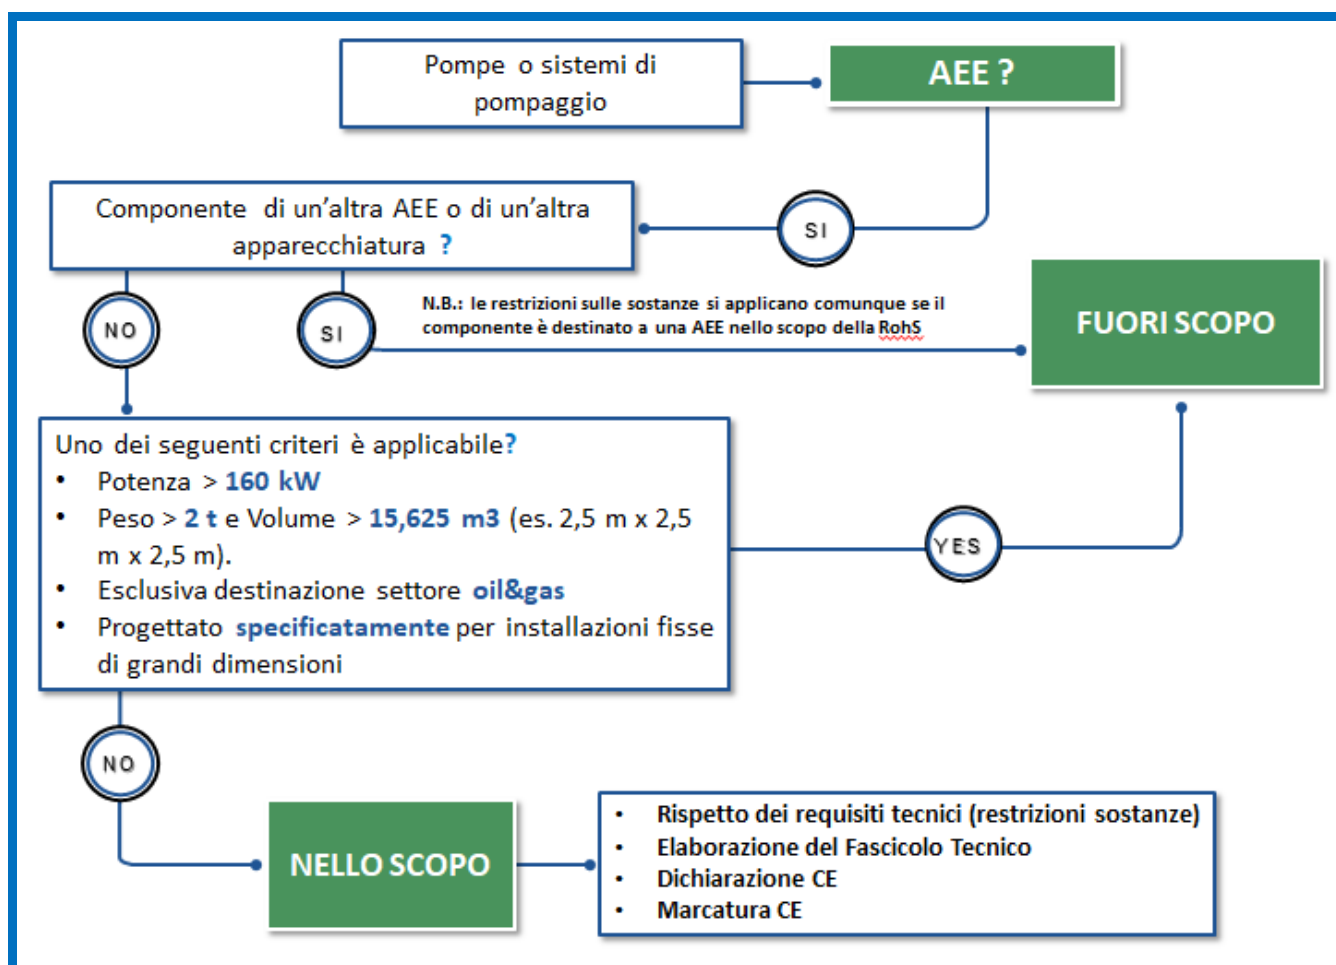 Pompe o sistemi di
pompaggio
AEE ?
Componente di un'altra AEE o di un'altra
apparecchiatura ?
SI
NO
SI
N.B.: le restrizioni sulle sostanze si applicano comunque se il
componente è destinato a una AEE nello scopo della RohS
FUORI SCOPO
Uno dei seguenti criteri è applicabile?
• Potenza > 160 kW
• Peso > 2 t e Volume > 15,625 m3 (es. 2,5 m x 2,5
m x 2,5 m).
• Esclusiva destinazione settore oil&gas
• Progettato specificatamente per installazioni fisse
di grandi dimensioni
YES
NO
NELLO SCOPO
• Rispetto dei requisiti tecnici (restrizioni sostanze)
• Elaborazione del Fascicolo Tecnico
• Dichiarazione CE
• Marcatura CE